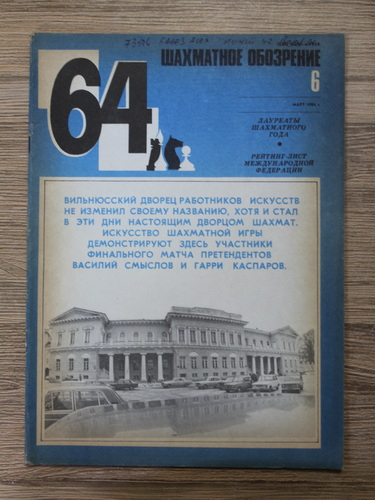 64
ШАХМАТНОЕ ОБОЗРЕНИЕ
6
МАРТ 1984 г.
ЛАУРЕАТЫ
ШАХМАТНОГО
ГОДА
•
РЕЙТИНГ-ЛИСТ
МЕЖДУНАРОДНОЙ
ФЕДЕРАЦИИ
ВИЛЬНЮССКИЙ ДВОРЕЦ РАБОТНИКОВ ИСКУССТВ
НЕ ИЗМЕНИЛ СВОЕМУ НАЗВАНИЮ, ХОТЯ И СТАЛ
В ЭТИ ДНИ НАСТОЯЩИМ ДВОРЦОМ ШАХМАТ.
ИСКУССТВО ШАХМАТНОЙ ИГРЫ
ДЕМОНСТРИРУЮТ ЗДЕСЬ УЧАСТНИКИ
ФИНАЛЬНОГО МАТЧА ПРЕТЕНДЕНТОВ
ВАСИЛИЙ СМЫСЛОВ И ГАРРИ КАСПАРОВ.